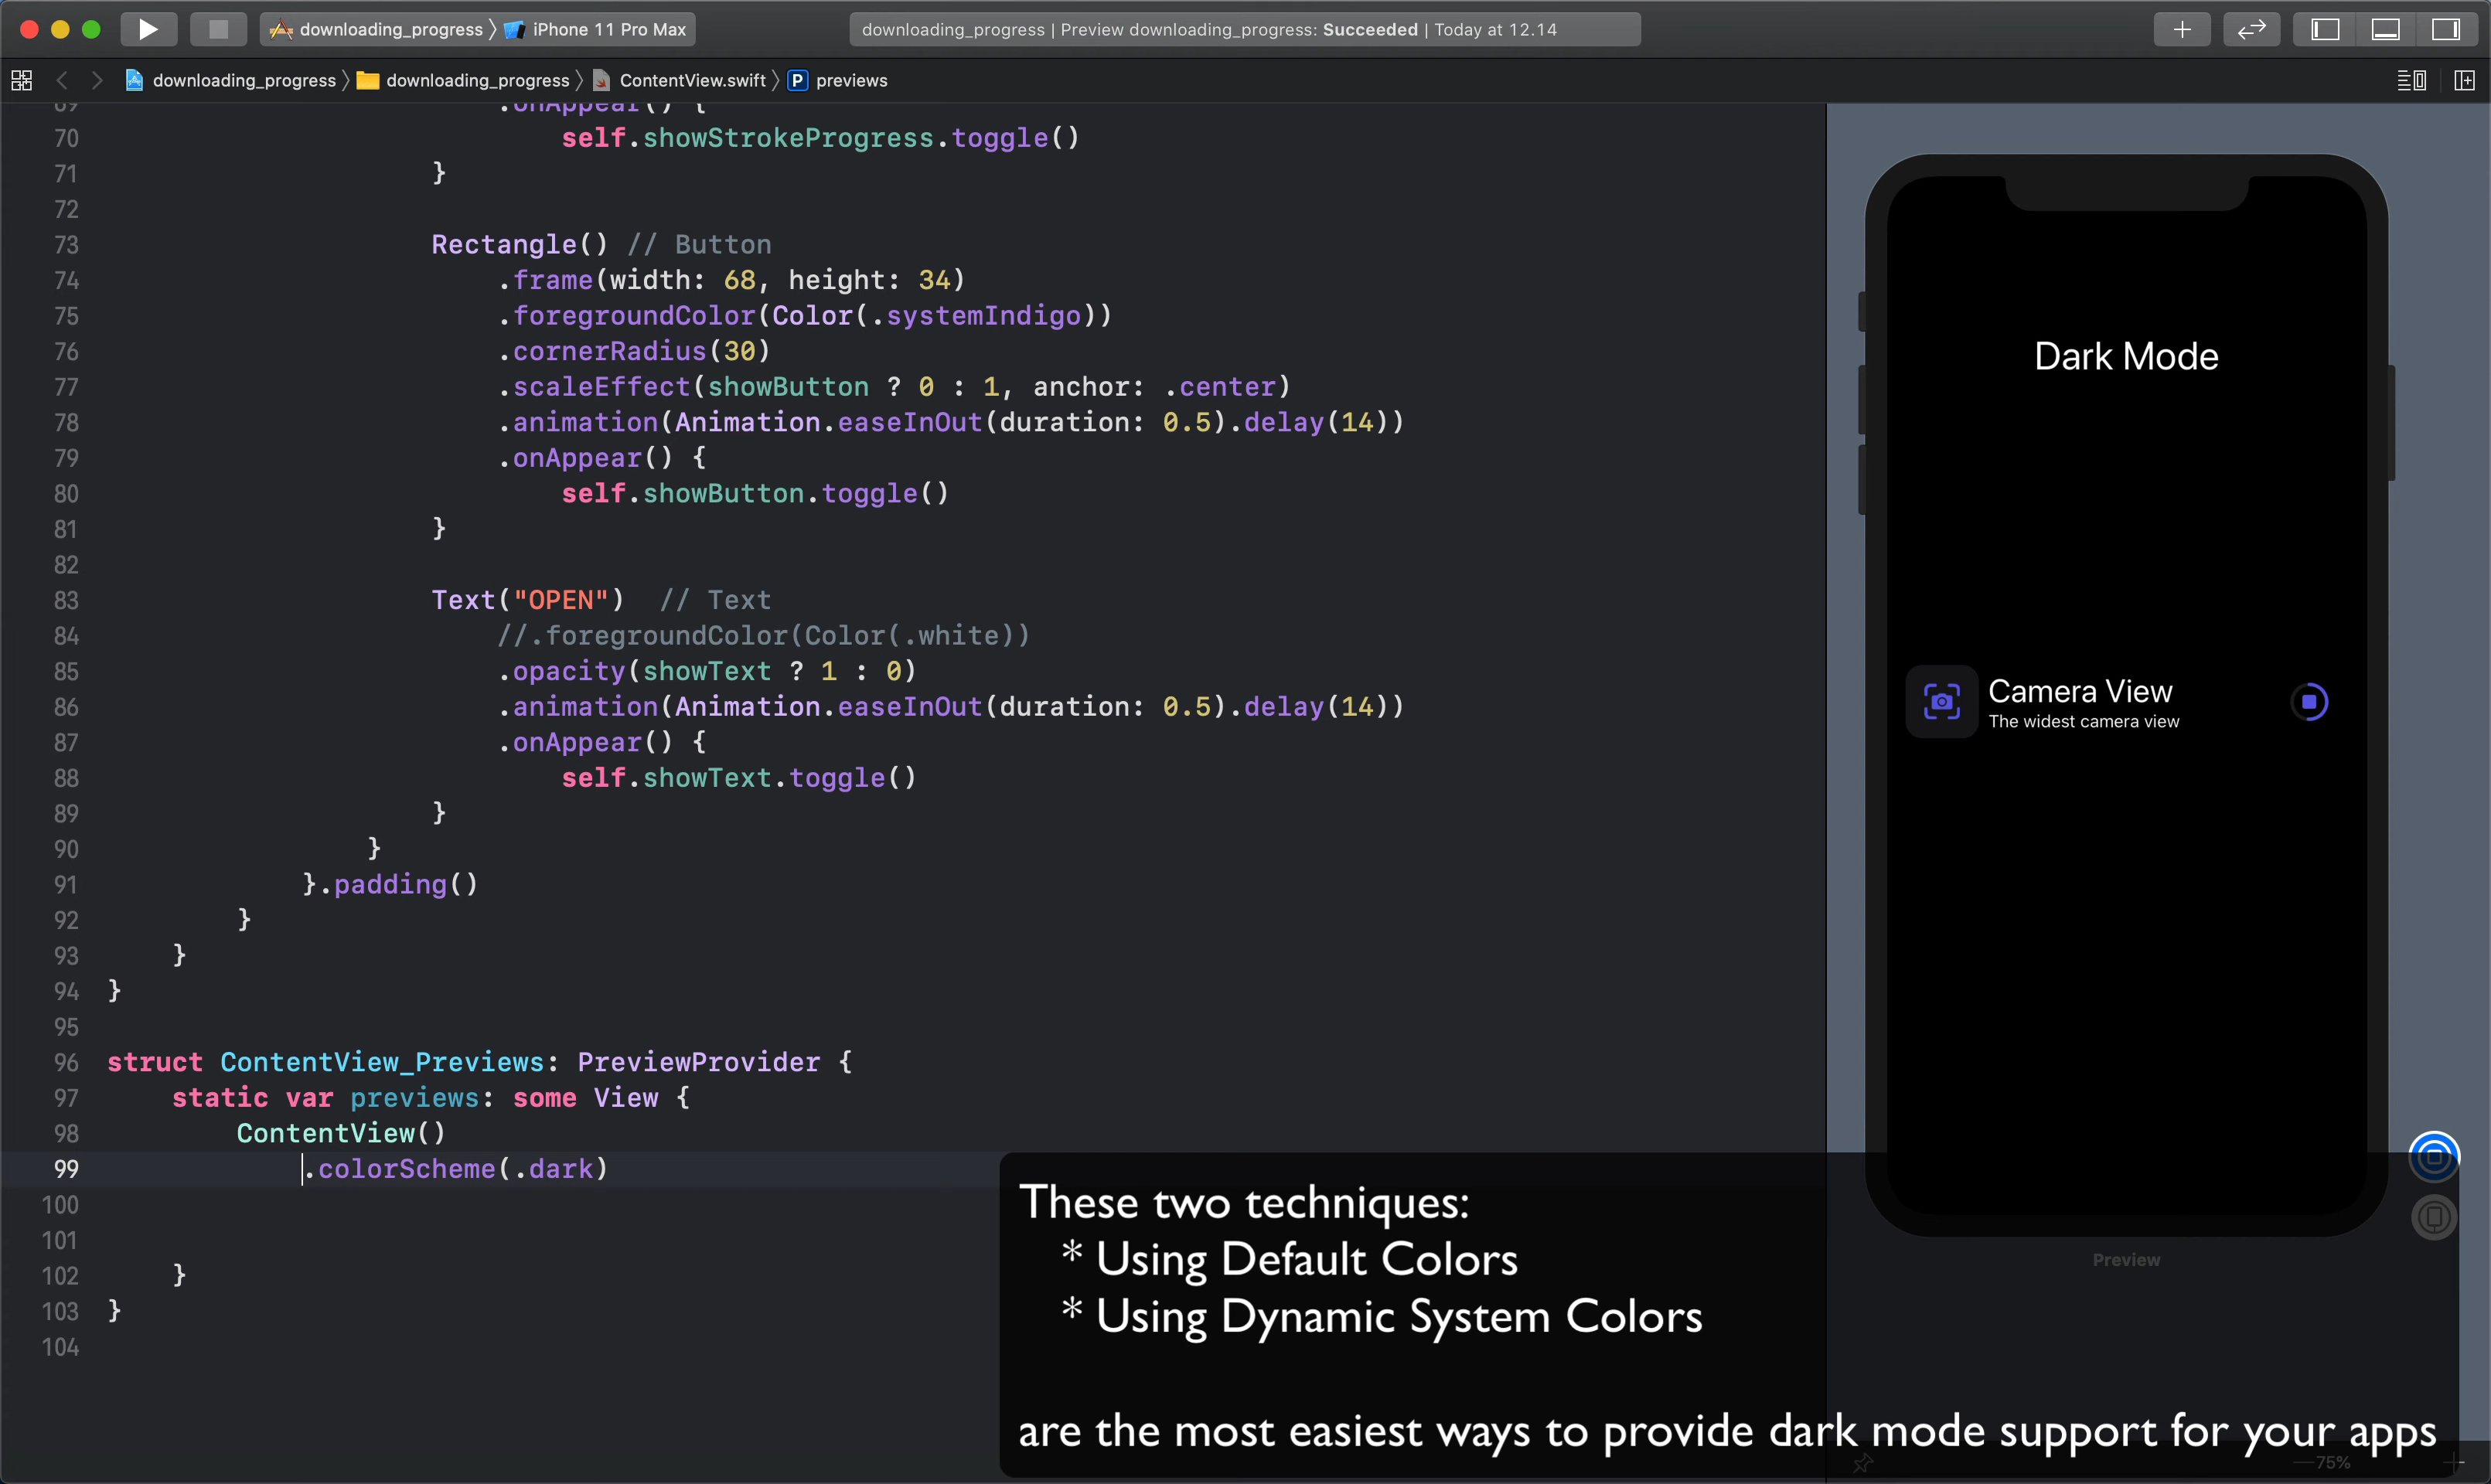 downloading_progress 〉 iPhone 11 Pro Max
downloading_progress | Preview downloading_progress: Succeeded | Today at 12.14
downloading_progress 〉 downloading_progress 〉 ContentView.swift 〉 P previews
69 .onAppear() {
70 self.showStrokeProgress.toggle()
71 }
72
73 Rectangle() // Button
74 .frame(width: 68, height: 34)
75 .foregroundColor(Color(.systemIndigo))
76 .cornerRadius(30)
77 .scaleEffect(showButton ? 0 : 1, anchor: .center)
78 .animation(Animation.easeInOut(duration: 0.5).delay(14))
79 .onAppear() {
80 self.showButton.toggle()
81 }
82
83 Text("OPEN")  // Text
84 //.foregroundColor(Color(.white))
85 .opacity(showText ? 1 : 0)
86 .animation(Animation.easeInOut(duration: 0.5).delay(14))
87 .onAppear() {
88 self.showText.toggle()
89 }
90 }
91 }.padding()
92 }
93 }
94 }
95
96 struct ContentView_Previews: PreviewProvider {
97 static var previews: some View {
98 ContentView()
99 .colorScheme(.dark)
100
101
102 }
103 }
104
Dark Mode
Camera View
The widest camera view
Preview
These two techniques:
* Using Default Colors
* Using Dynamic System Colors
are the most easiest ways to provide dark mode support for your apps
75%